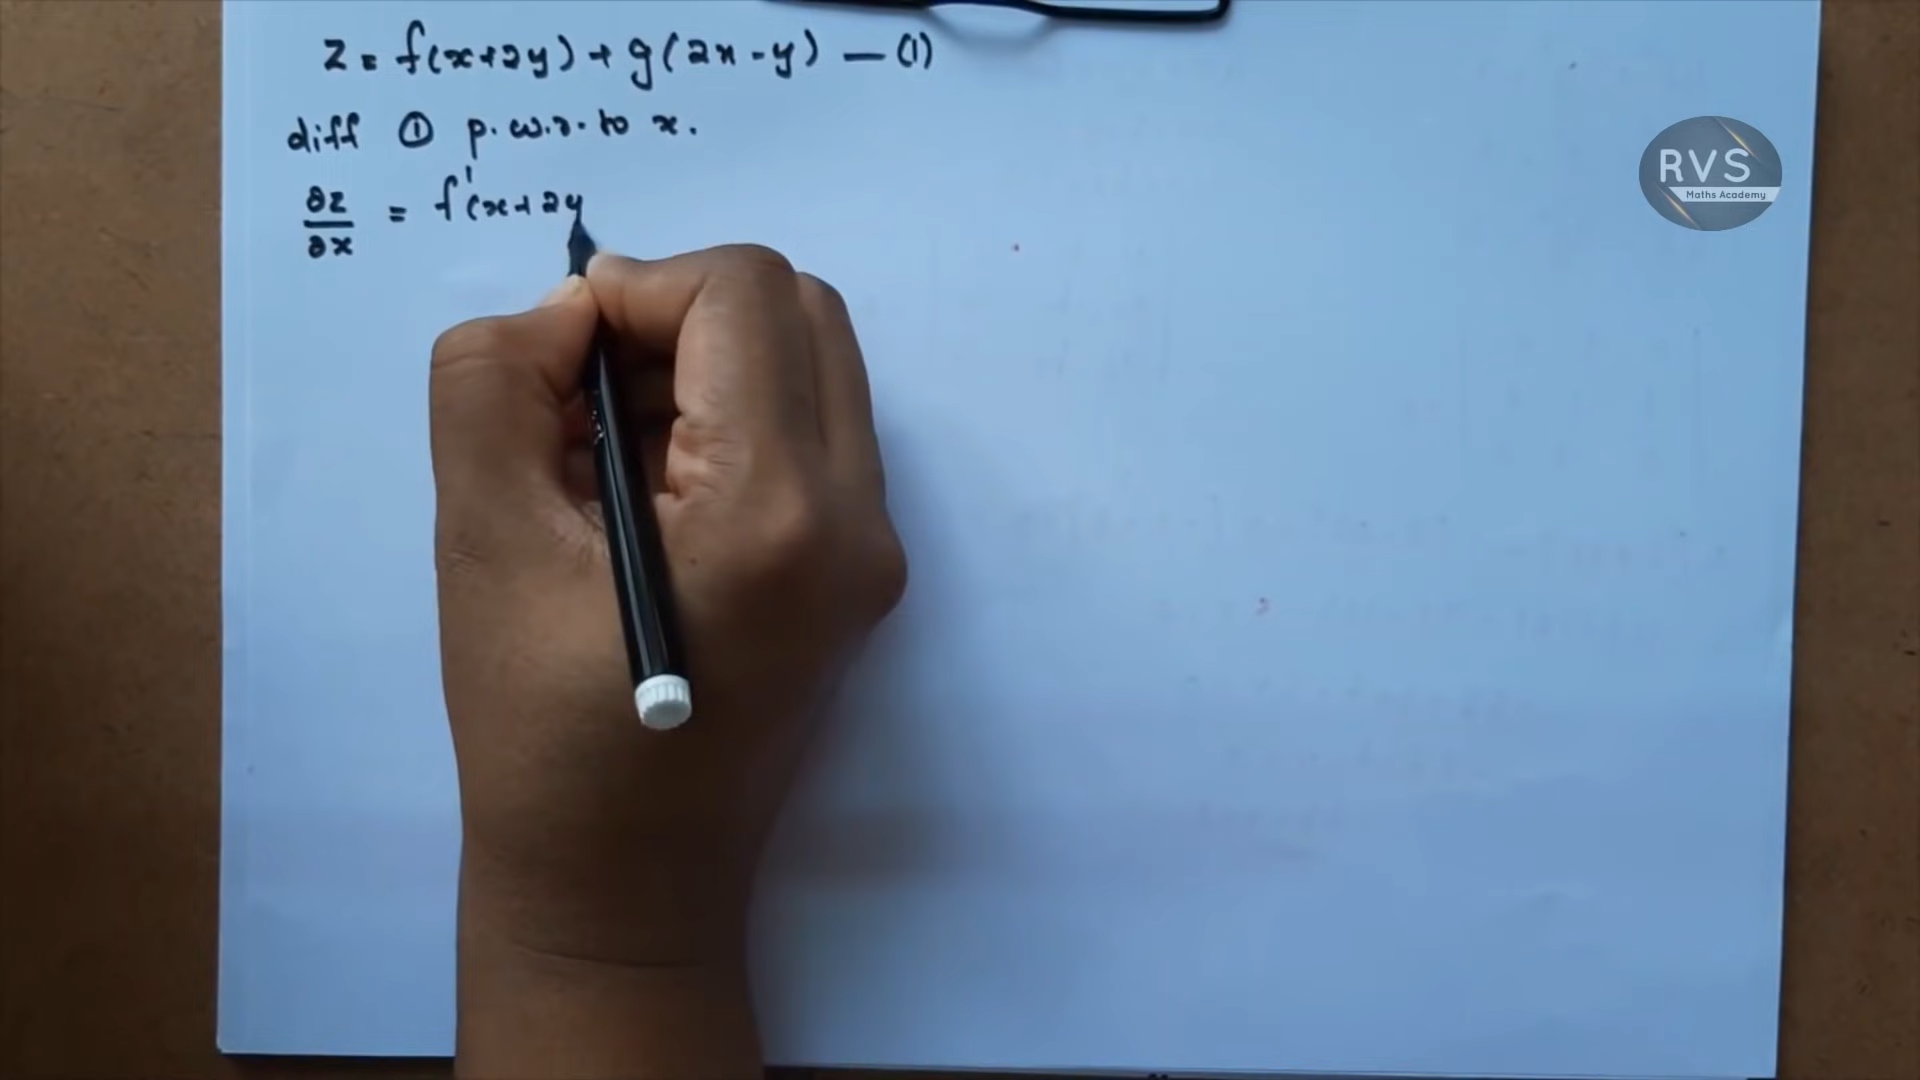 z = f(x+2y) + g(2x-y) — (1)
diff ① p.w.r. to x.
∂z/∂x = f'(x+2y
RVS
Maths Academy